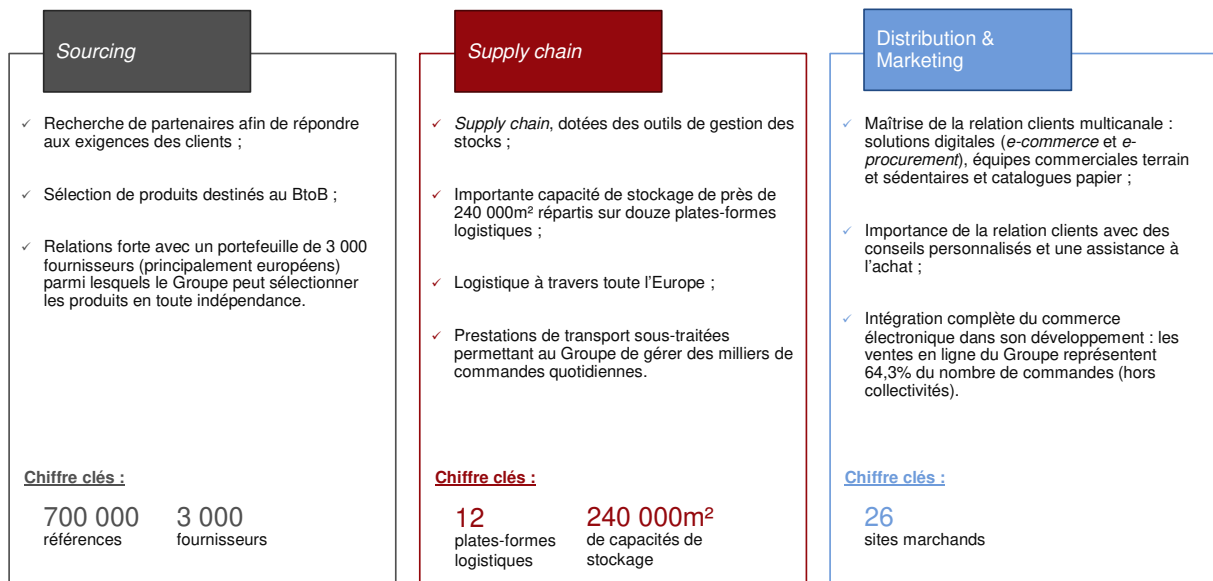 Sourcing
Recherche de partenaires afin de répondre
aux exigences des clients ;
Sélection de produits destinés au BtoB ;
Relations forte avec un portefeuille de 3 000
fournisseurs (principalement européens)
parmi lesquels le Groupe peut sélectionner
les produits en toute indépendance.
Chiffre clés :
700 000
références
3 000
fournisseurs
Supply chain
Supply chain, dotées des outils de gestion des
stocks ;
Importante capacité de stockage de près de
240 000m² répartis sur douze plates-formes
logistiques ;
Logistique à travers toute l'Europe ;
Prestations de transport sous-traitées
permettant au Groupe de gérer des milliers de
commandes quotidiennes.
Chiffre clés :
12
plates-formes
logistiques
240 000m²
de capacités de
stockage
Distribution &
Marketing
Maîtrise de la relation clients multicanale :
solutions digitales (e-commerce et e-
procurement), équipes commerciales terrain
et sédentaires et catalogues papier ;
Importance de la relation clients avec des
conseils personnalisés et une assistance à
l'achat ;
Intégration complète du commerce
électronique dans son développement : les
ventes en ligne du Groupe représentent
64,3% du nombre de commandes (hors
collectivités).
Chiffre clés :
26
sites marchands